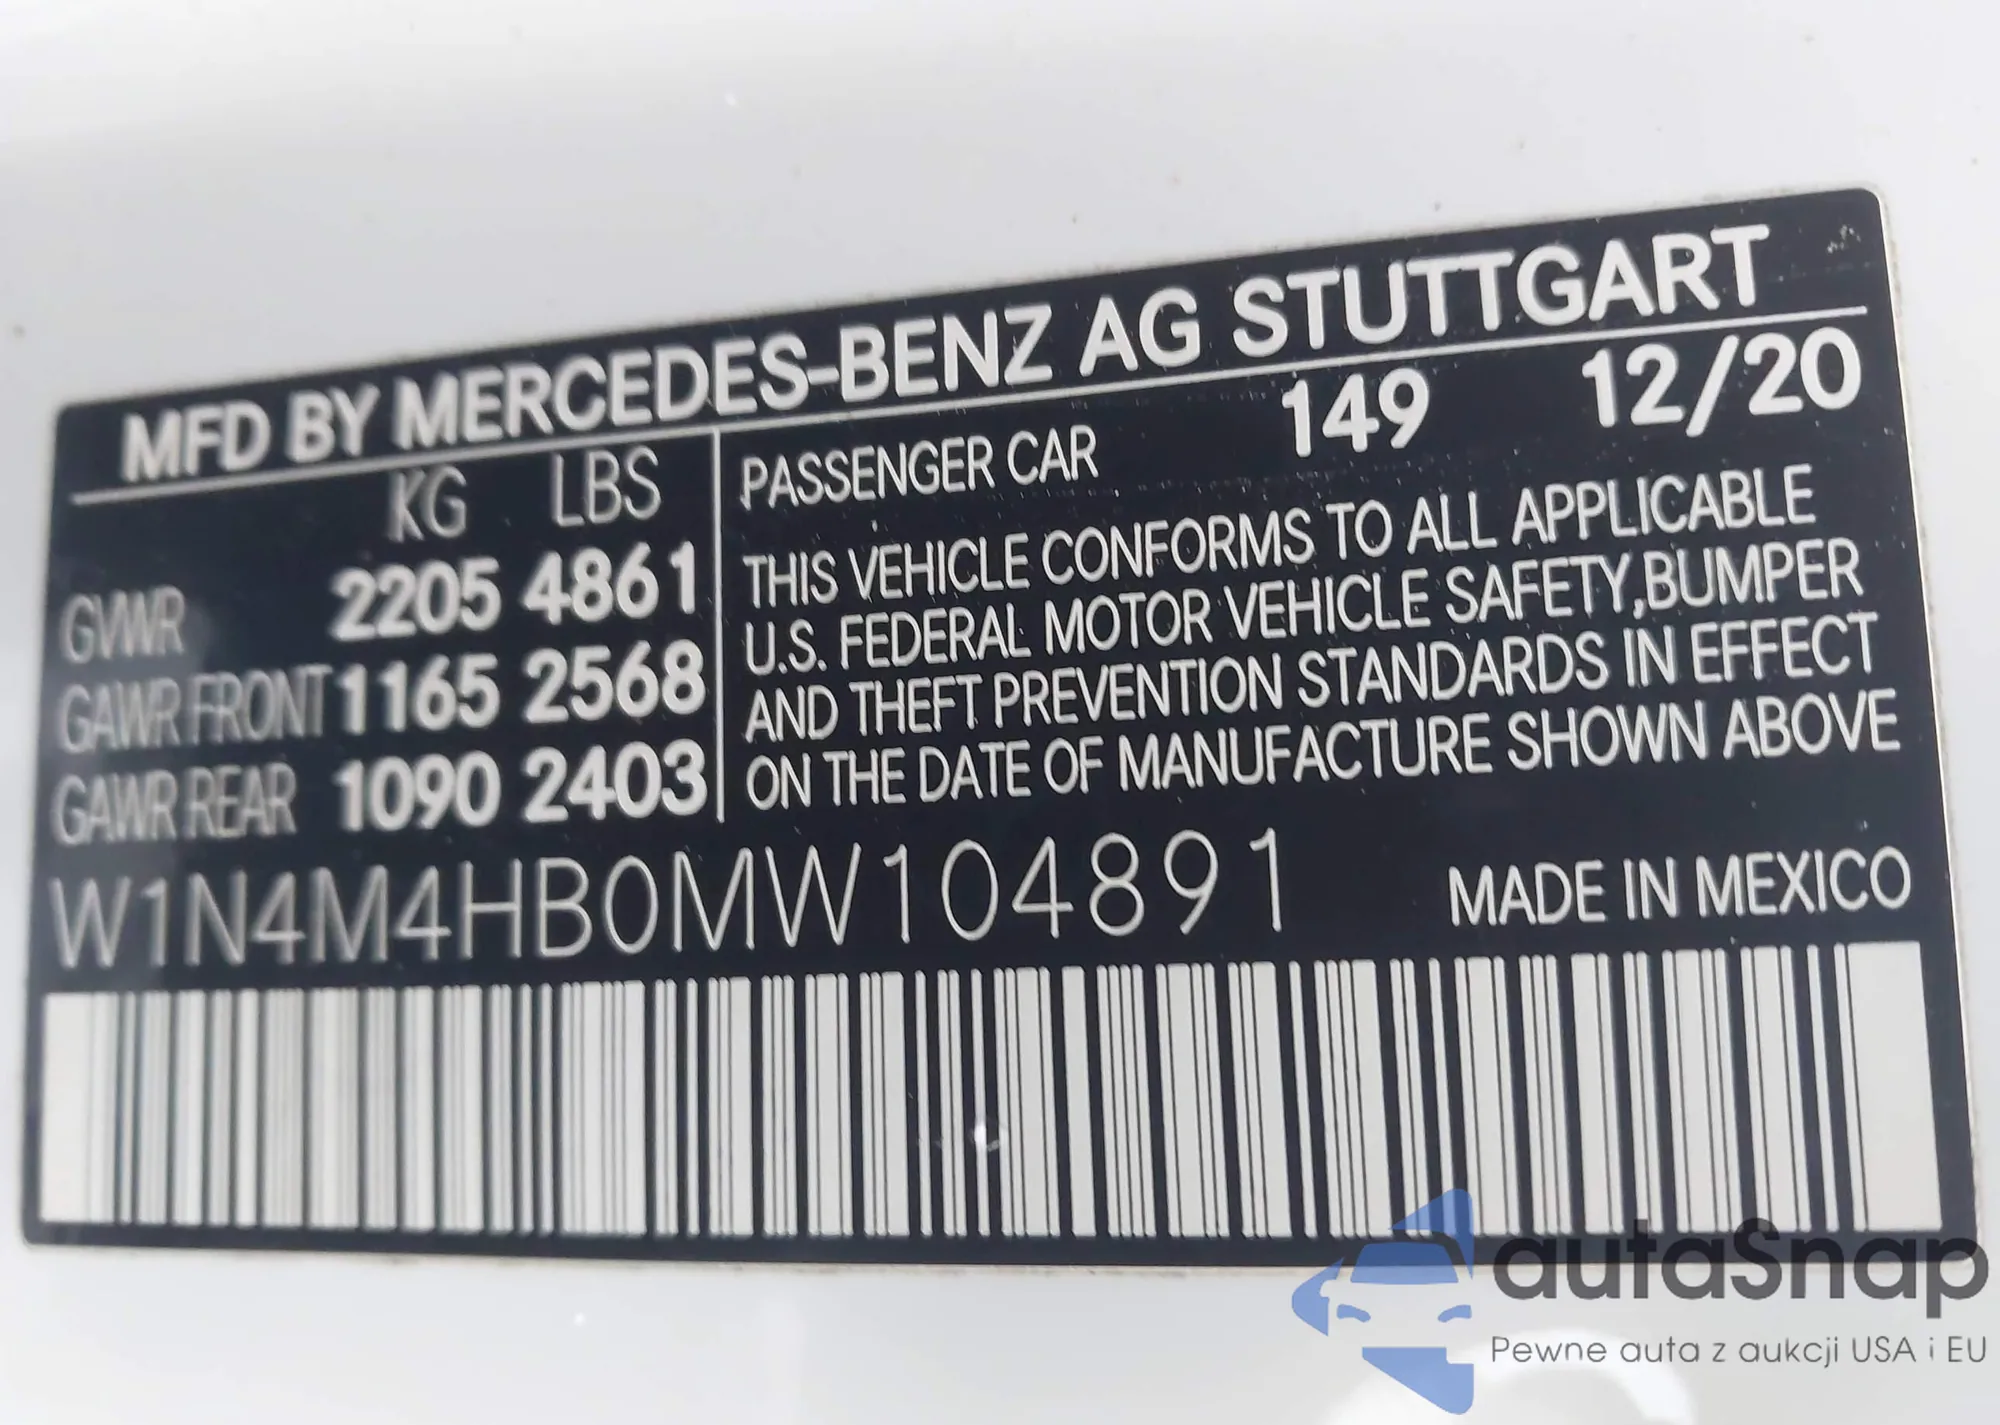 MFD BY MERCEDES-BENZ AG STUTTGART
KG LBS
GVWR 2205 4861
GAWR FRONT 1165 2568
GAWR REAR 1090 2403
PASSENGER CAR 149 12/20
THIS VEHICLE CONFORMS TO ALL APPLICABLE
U.S. FEDERAL MOTOR VEHICLE SAFETY,BUMPER
AND THEFT PREVENTION STANDARDS IN EFFECT
ON THE DATE OF MANUFACTURE SHOWN ABOVE
W1N4M4HB0MW104891 MADE IN MEXICO
autaSnap
Pewne auta z aukcji USA i EU